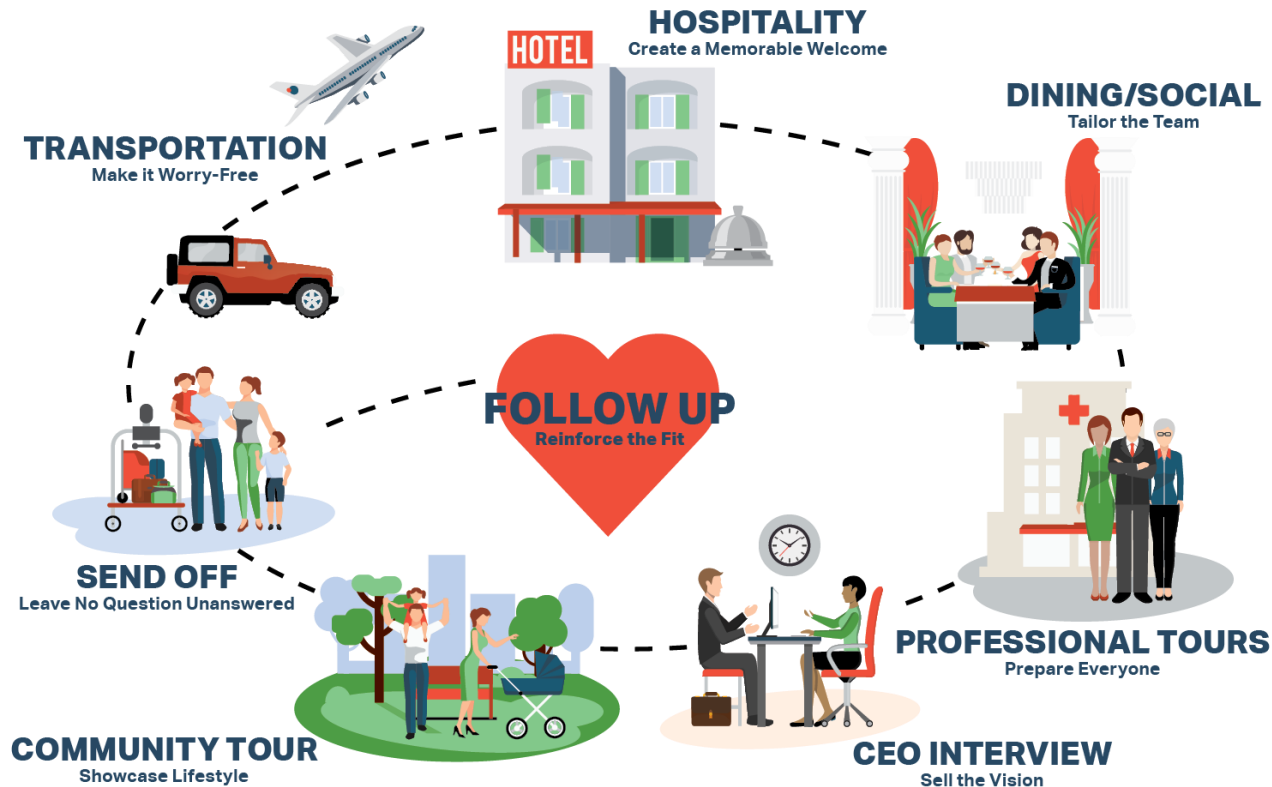 HOSPITALITY
Create a Memorable Welcome
HOTEL
DINING/SOCIAL
Tailor the Team
TRANSPORTATION
Make it Worry-Free
FOLLOW UP
Reinforce the Fit
SEND OFF
Leave No Question Unanswered
PROFESSIONAL TOURS
Prepare Everyone
COMMUNITY TOUR
Showcase Lifestyle
CEO INTERVIEW
Sell the Vision